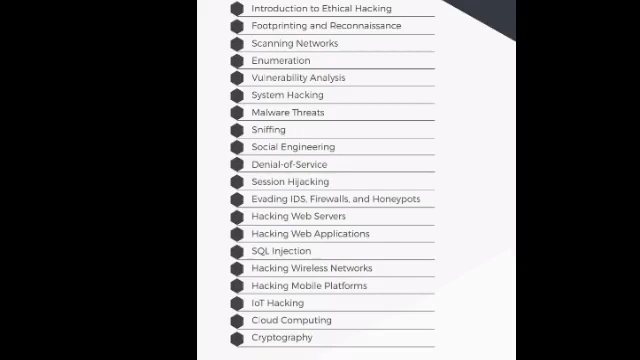 Introduction to Ethical Hacking
Footprinting and Reconnaissance
Scanning Networks
Enumeration
Vulnerability Analysis
System Hacking
Malware Threats
Sniffing
Social Engineering
Denial-of-Service
Session Hijacking
Evading IDS, Firewalls, and Honeypots
Hacking Web Servers
Hacking Web Applications
SQL Injection
Hacking Wireless Networks
Hacking Mobile Platforms
IoT Hacking
Cloud Computing
Cryptography